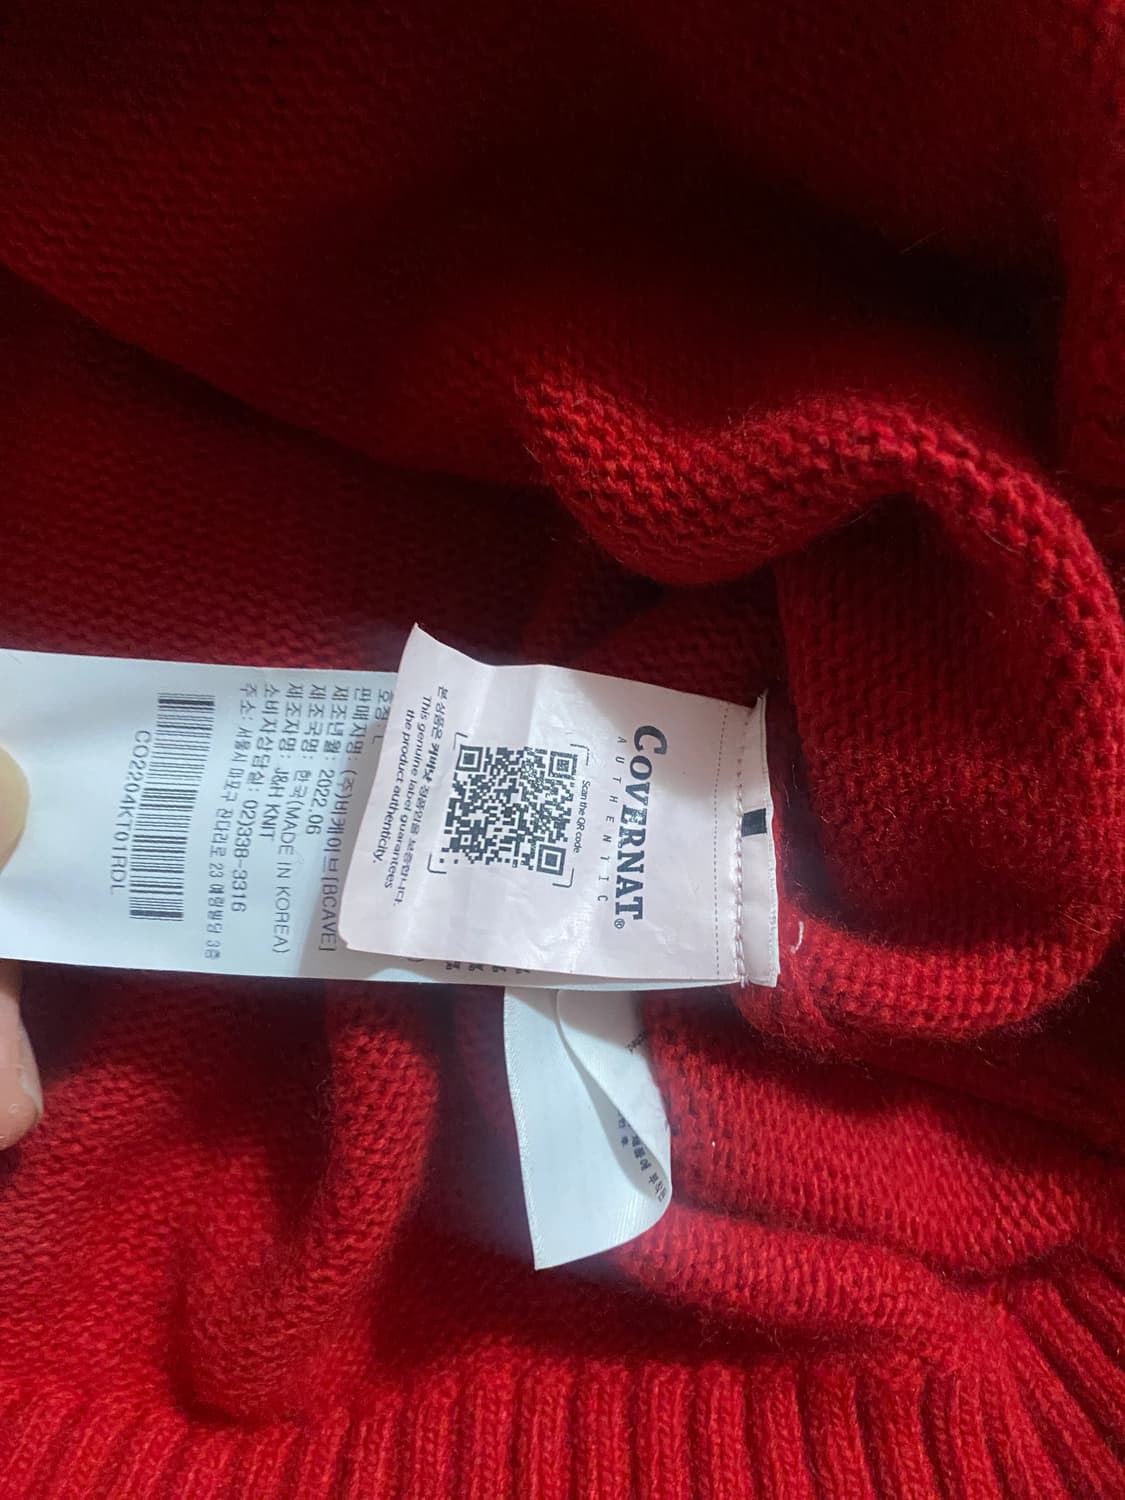 COVERNAT®
AUTHENTIC
Scan the QR code
본 상품은 커버낫 정품임을 보증합니다.
This genuine label guarantees
the product authenticity.
호칭
판매자명: (주)비케이브[BCAVE]
제조년월: 2022.06
제조국명: 한국(MADE IN KOREA)
제조자명: J&H KNIT
소비자상담실: 02)338-3316
주소: 서울시 마포구 잔다리로 23 예림빌딩 3층
CO2204KT01RDL